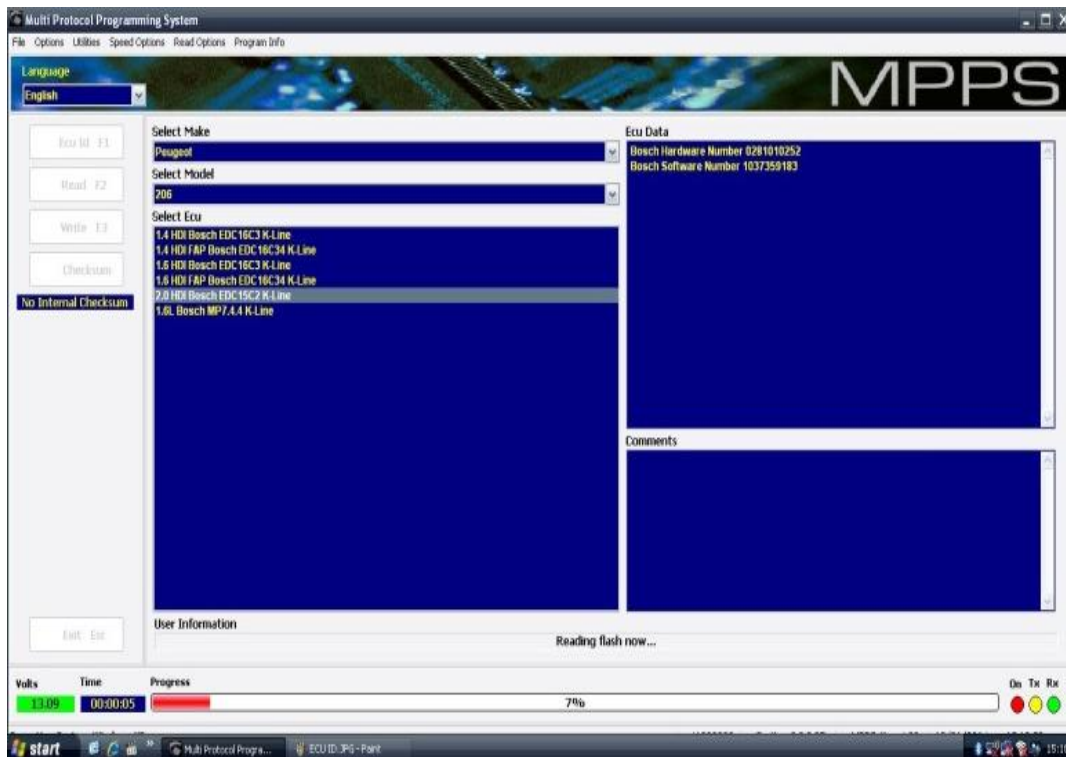 Multi Protocol Programming System
File Options Utilities Speed Options Read Options Program Info
Language
English
MPPS
Ecu Id F1
Read F2
Write F3
Checksum
No Internal Checksum
Select Make
Peugeot
Select Model
206
Select Ecu
1.4 HDI Bosch EDC16C3 K-Line
1.4 HDI FAP Bosch EDC16C34 K-Line
1.6 HDI Bosch EDC16C3 K-Line
1.6 HDI FAP Bosch EDC16C34 K-Line
2.0 HDI Bosch EDC15C2 K-Line
1.6L Bosch MP7.4.4 K-Line
Ecu Data
Bosch Hardware Number 0281010252
Bosch Software Number 1037359183
Comments
Exit Esc
User Information
Reading flash now...
Volts Time Progress On Tx Rx
13.09 00:00:05 7%
start Multi Protocol Progra... ECU ID.JPG - Paint